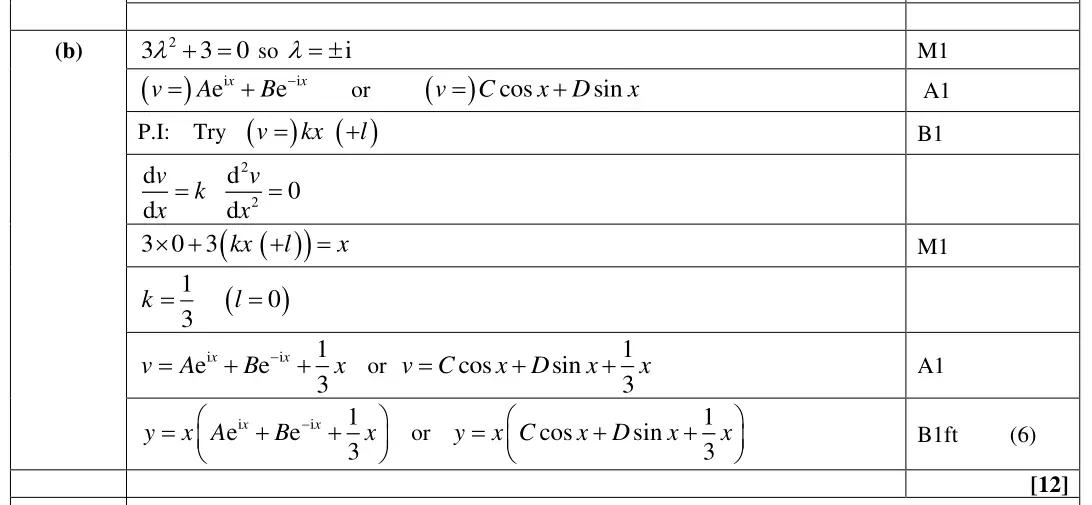 (b) 3λ² + 3 = 0 so λ = ±i M1
(v =) Ae^{ix} + Be^{−ix} or (v =) C cos x + D sin x A1
P.I: Try (v =) kx (+l) B1
dv/dx = k d²v/dx² = 0
3×0 + 3(kx (+l)) = x M1
k = 1/3 (l = 0)
v = Ae^{ix} + Be^{−ix} + 1/3 x or v = C cos x + D sin x + 1/3 x A1
y = x(Ae^{ix} + Be^{−ix} + 1/3 x) or y = x(C cos x + D sin x + 1/3 x) B1ft (6)
[12]